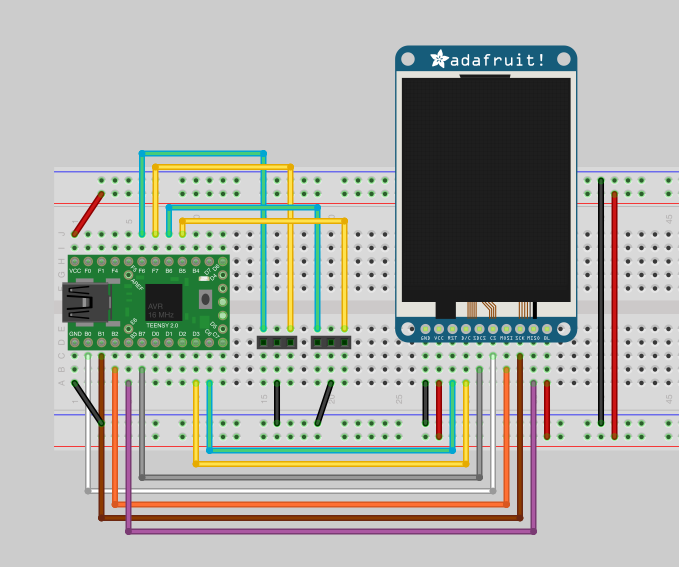 adafruit!
45
5
J
I
H
G
VCC F0 F1 F4 F5 F6 F7 B6 B5 B4 D7 D6
AREF
D4
AVR
16 MHz
TEENSY 2.0
E6
D5
GND B0 B1 B2 B3 B7 D0 D1 D2 D3 C6 C7
E
D
C
B
A
GND VCC RST D/C SDCS CS MOSI SCK MISO BL
15
25
45